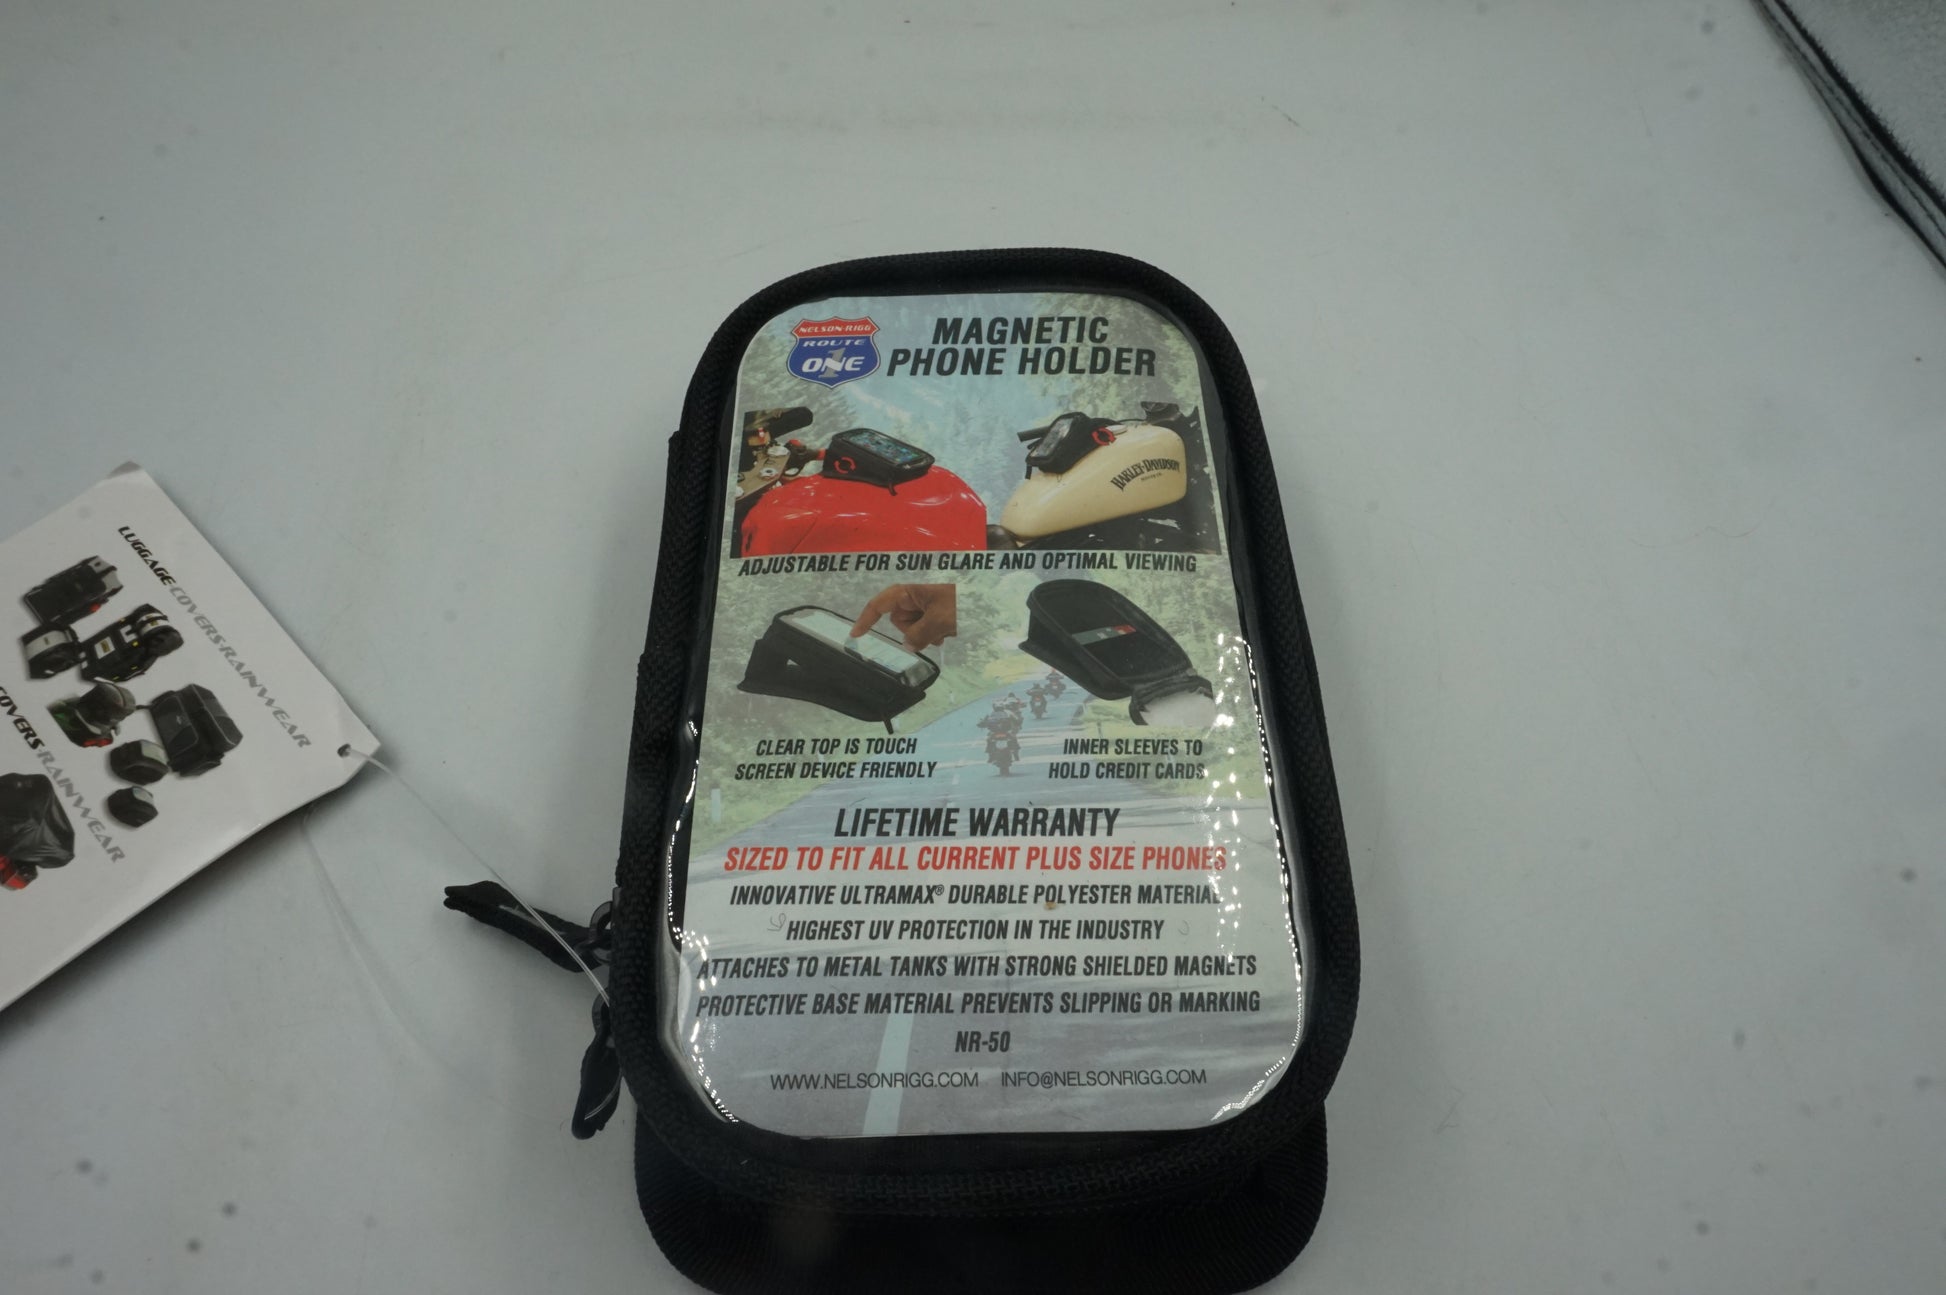 NELSON-RIGG
ROUTE
1
ONE
MAGNETIC
PHONE HOLDER
HARLEY-DAVIDSON
ADJUSTABLE FOR SUN GLARE AND OPTIMAL VIEWING
CLEAR TOP IS TOUCH
SCREEN DEVICE FRIENDLY
INNER SLEEVES TO
HOLD CREDIT CARDS
LIFETIME WARRANTY
SIZED TO FIT ALL CURRENT PLUS SIZE PHONES
INNOVATIVE ULTRAMAX® DURABLE POLYESTER MATERIAL
HIGHEST UV PROTECTION IN THE INDUSTRY
ATTACHES TO METAL TANKS WITH STRONG SHIELDED MAGNETS
PROTECTIVE BASE MATERIAL PREVENTS SLIPPING OR MARKING
NR-50
WWW.NELSONRIGG.COM INFO@NELSONRIGG.COM
LUGGAGE·COVERS·RAINWEAR
COVERS·RAINWEAR